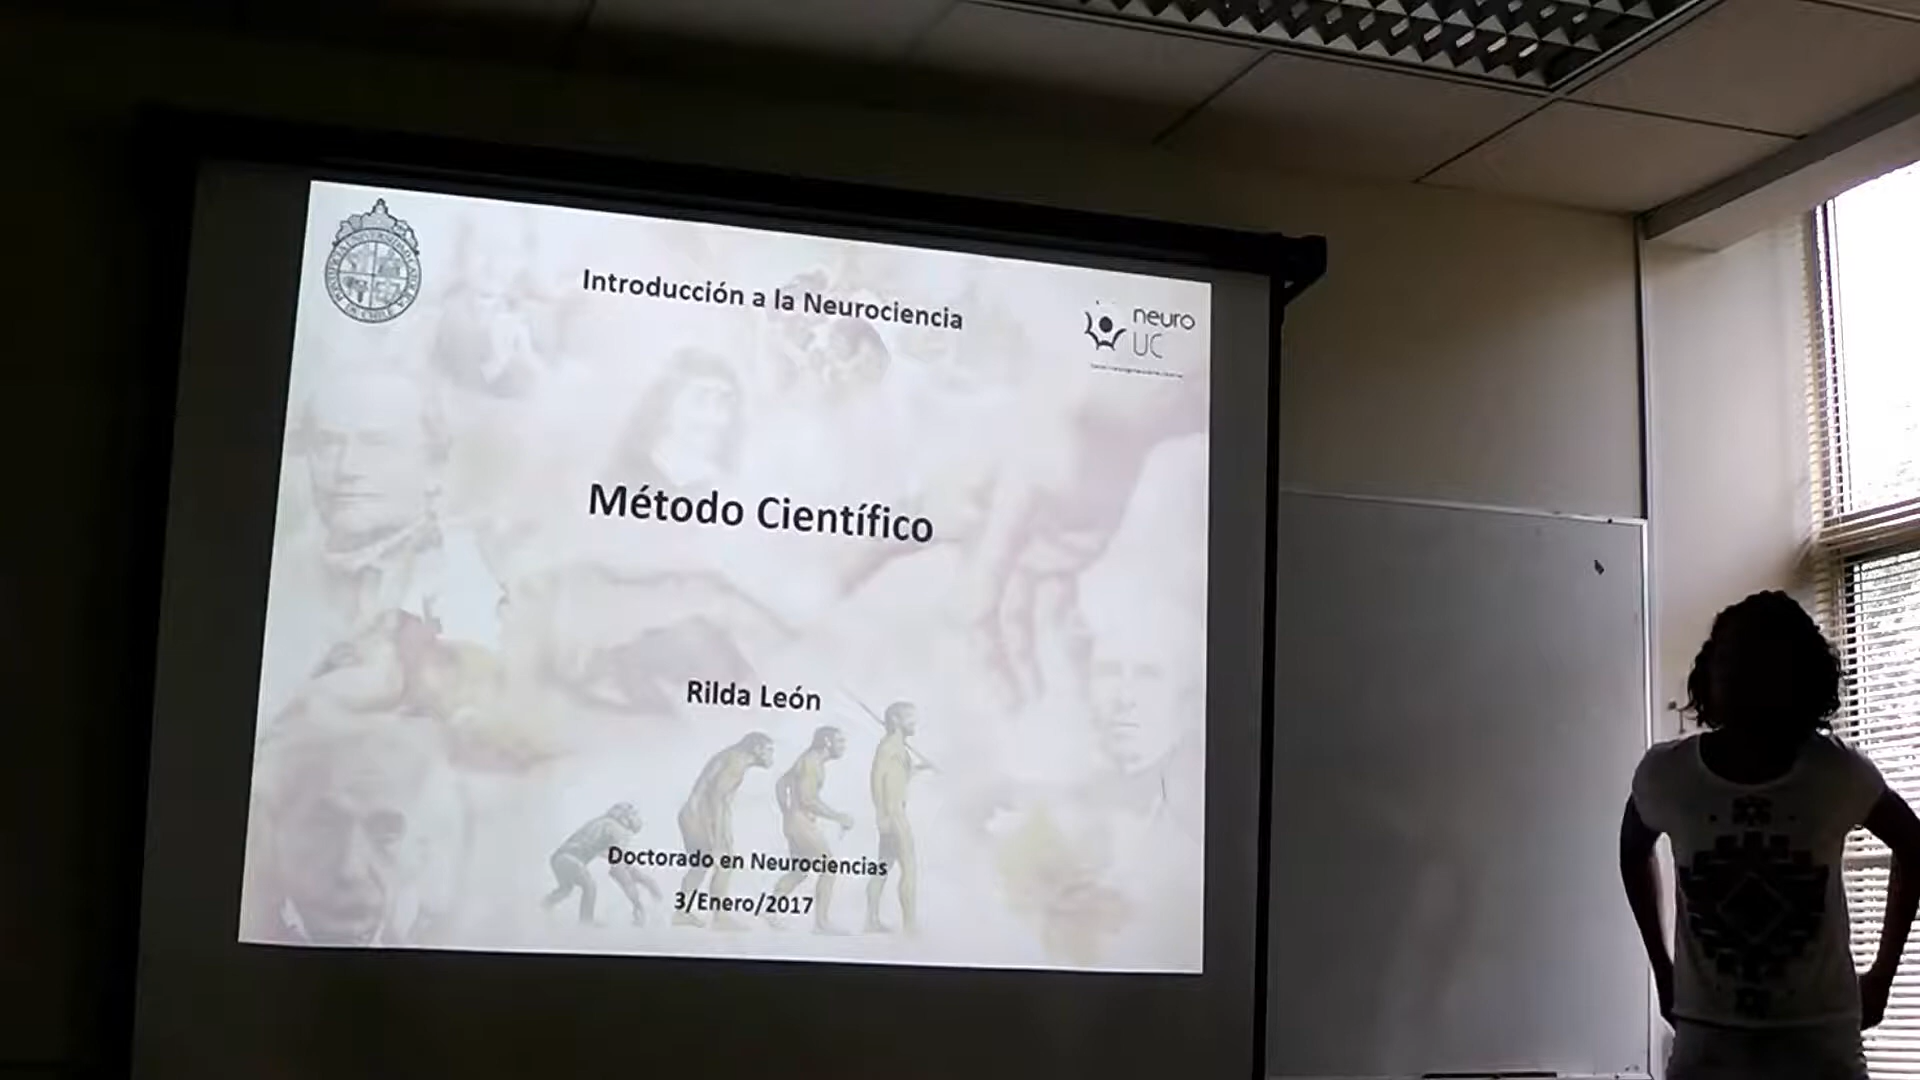 Introducción a la Neurociencia
neuro
UC
Método Científico
Rilda León
Doctorado en Neurociencias
3/Enero/2017